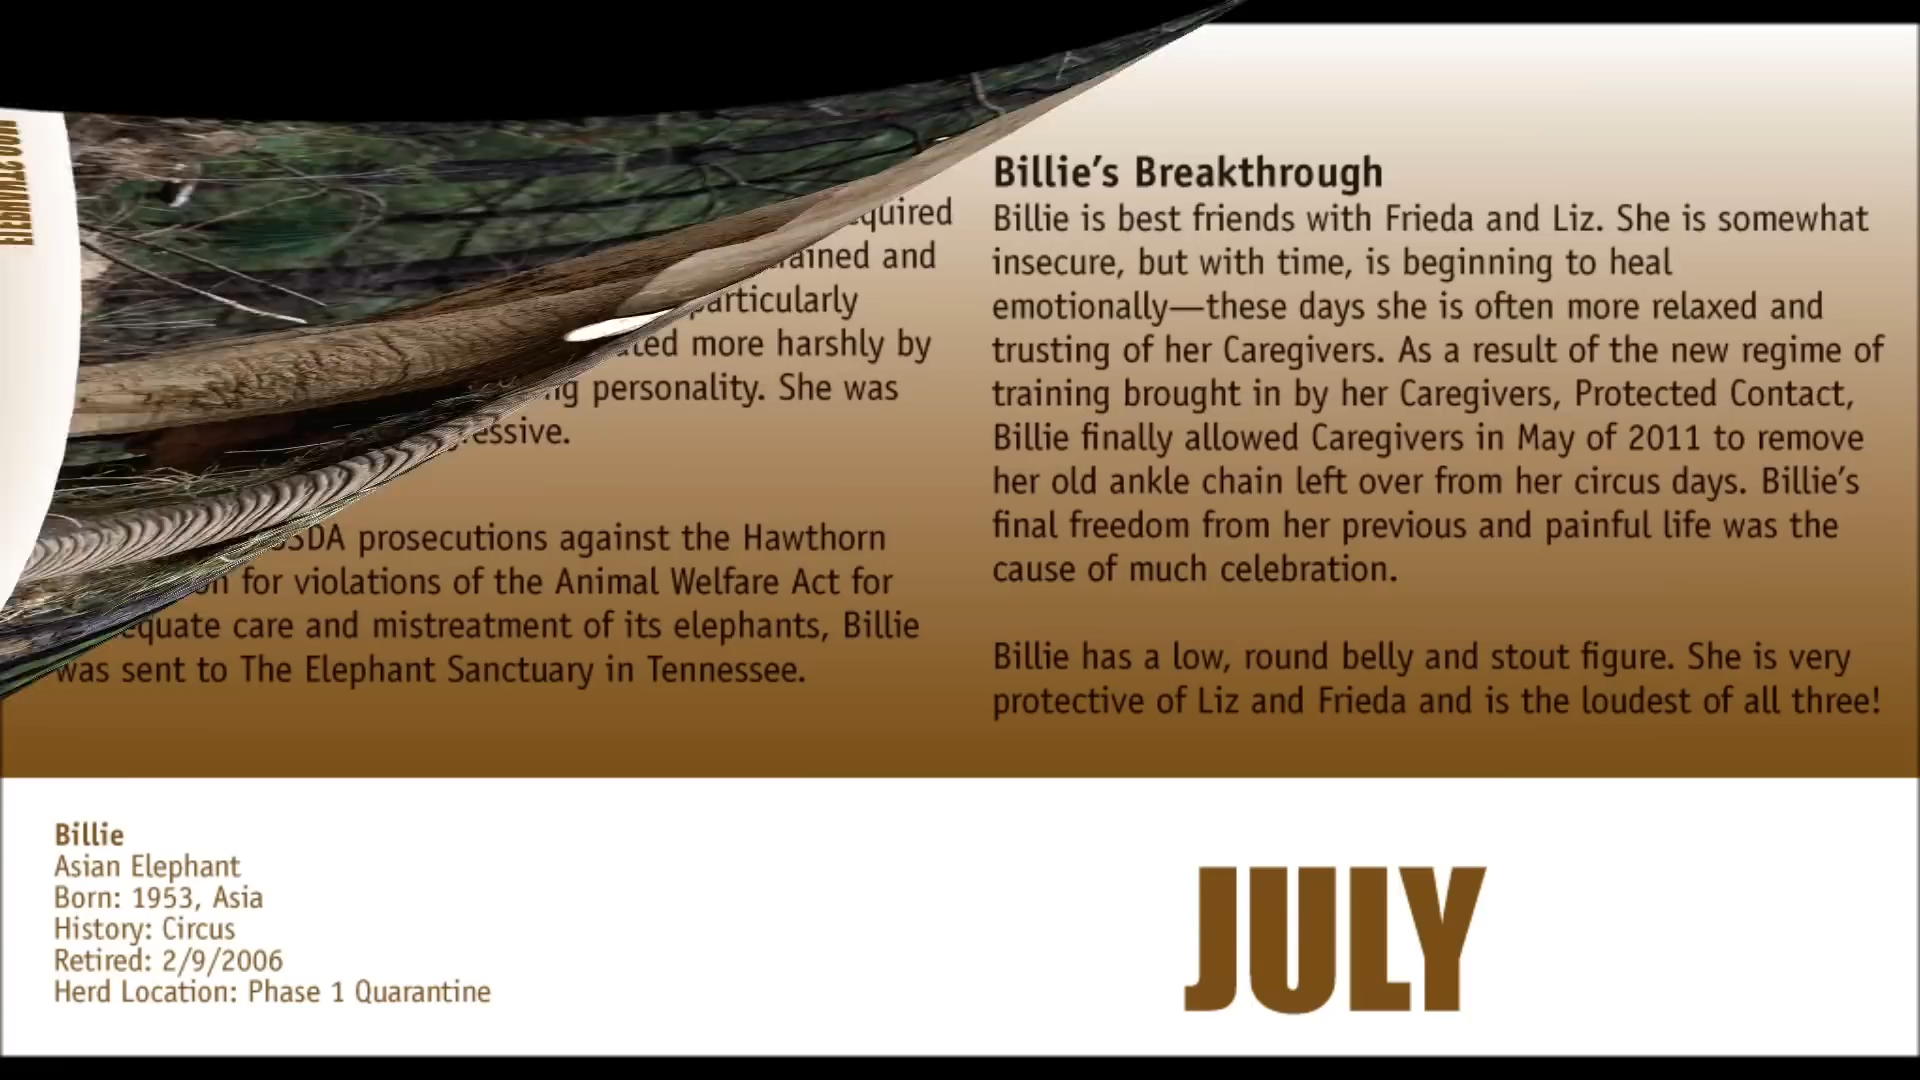 Billie's Breakthrough
Billie is best friends with Frieda and Liz. She is somewhat
insecure, but with time, is beginning to heal
emotionally—these days she is often more relaxed and
trusting of her Caregivers. As a result of the new regime of
training brought in by her Caregivers, Protected Contact,
Billie finally allowed Caregivers in May of 2011 to remove
her old ankle chain left over from her circus days. Billie's
final freedom from her previous and painful life was the
cause of much celebration.
Billie has a low, round belly and stout figure. She is very
protective of Liz and Frieda and is the loudest of all three!
and
particularly
more harshly by
personality. She was
USDA prosecutions against the Hawthorn
for violations of the Animal Welfare Act for
care and mistreatment of its elephants, Billie
was sent to The Elephant Sanctuary in Tennessee.
Billie
Asian Elephant
Born: 1953, Asia
History: Circus
Retired: 2/9/2006
Herd Location: Phase 1 Quarantine
JULY